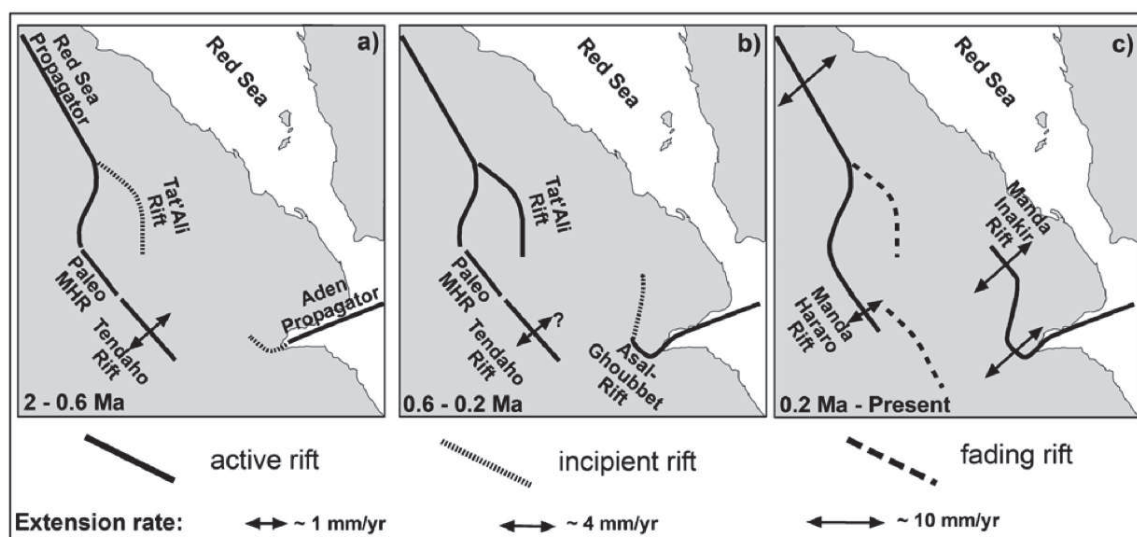 a)
Red Sea
Propagator
Red Sea
Tat'Ali
Rift
Paleo
MHR
Tendaho
Rift
Aden
Propagator
2 - 0.6 Ma
b)
Red Sea
Tat'Ali
Rift
Paleo
MHR
Tendaho
Rift
?
Asal-
Ghoubbet
Rift
0.6 - 0.2 Ma
c)
Red Sea
Manda
Inakir
Rift
Manda
Hararo
Rift
0.2 Ma - Present
active rift
incipient rift
fading rift
Extension rate:
~ 1 mm/yr
~ 4 mm/yr
~ 10 mm/yr